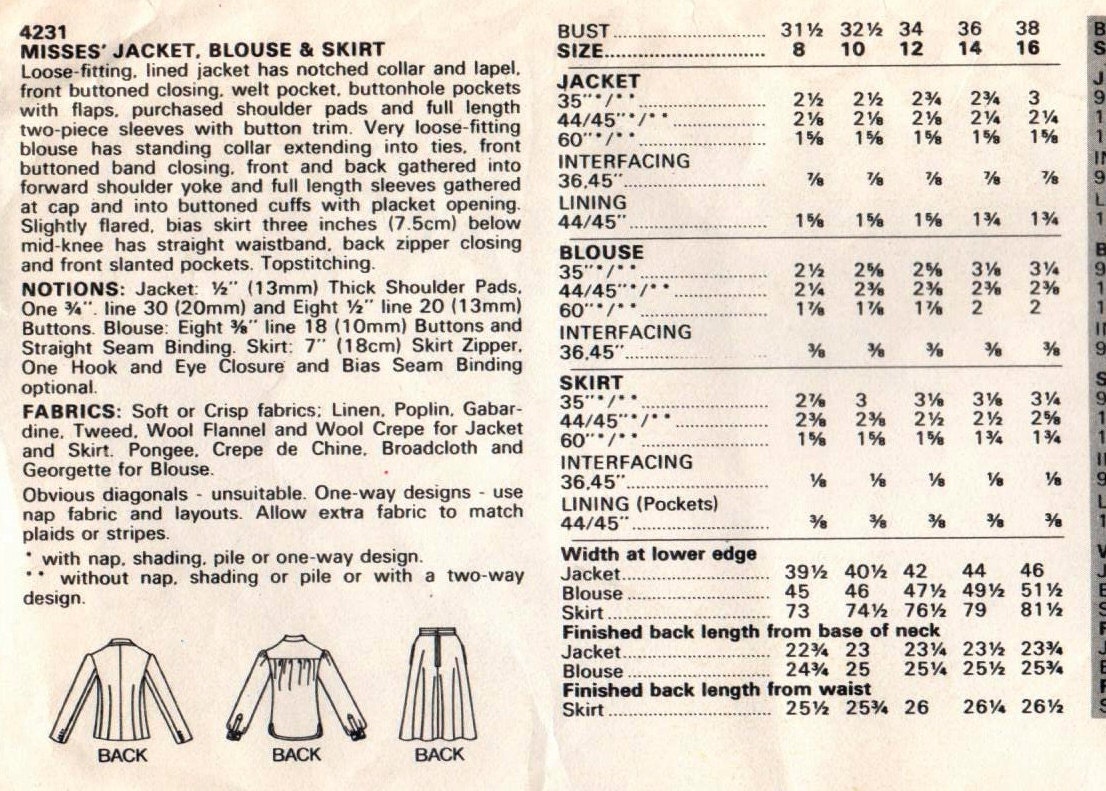 4231
MISSES' JACKET, BLOUSE & SKIRT
Loose-fitting, lined jacket has notched collar and lapel,
front buttoned closing, welt pocket, buttonhole pockets
with flaps, purchased shoulder pads and full length
two-piece sleeves with button trim. Very loose-fitting
blouse has standing collar extending into ties, front
buttoned band closing, front and back gathered into
forward shoulder yoke and full length sleeves gathered
at cap and into buttoned cuffs with placket opening.
Slightly flared, bias skirt three inches (7.5cm) below
mid-knee has straight waistband, back zipper closing
and front slanted pockets. Topstitching.
NOTIONS: Jacket: ½" (13mm) Thick Shoulder Pads,
One ¾". line 30 (20mm) and Eight ½" line 20 (13mm)
Buttons. Blouse: Eight ⅜" line 18 (10mm) Buttons and
Straight Seam Binding. Skirt: 7" (18cm) Skirt Zipper,
One Hook and Eye Closure and Bias Seam Binding
optional.
FABRICS: Soft or Crisp fabrics; Linen, Poplin, Gabar-
dine, Tweed, Wool Flannel and Wool Crepe for Jacket
and Skirt. Pongee, Crepe de Chine, Broadcloth and
Georgette for Blouse.
Obvious diagonals - unsuitable. One-way designs - use
nap fabric and layouts. Allow extra fabric to match
plaids or stripes.
* with nap, shading, pile or one-way design.
** without nap, shading or pile or with a two-way
design.
BACK BACK BACK
BUST 31½ 32½ 34 36 38
SIZE 8 10 12 14 16
JACKET
35"*/** 2½ 2½ 2¾ 2¾ 3
44/45"*/** 2⅛ 2⅛ 2⅛ 2¼ 2¼
60"*/** 1⅝ 1⅝ 1⅝ 1⅝ 1⅝
INTERFACING
36,45" ⅞ ⅞ ⅞ ⅞ ⅞
LINING
44/45" 1⅝ 1⅝ 1⅝ 1¾ 1¾
BLOUSE
35"*/** 2½ 2⅝ 2⅝ 3⅛ 3¼
44/45"*/** 2¼ 2⅜ 2⅜ 2⅜ 2⅜
60"*/** 1⅞ 1⅞ 1⅞ 2 2
INTERFACING
36,45" ⅜ ⅜ ⅜ ⅜ ⅜
SKIRT
35"*/** 2⅞ 3 3⅛ 3⅛ 3¼
44/45"*/** 2⅜ 2⅜ 2½ 2½ 2⅝
60"*/** 1⅝ 1⅝ 1⅝ 1¾ 1¾
INTERFACING
36,45" ⅛ ⅛ ⅛ ⅛ ⅛
LINING (Pockets)
44/45" ⅜ ⅜ ⅜ ⅜ ⅜
Width at lower edge
Jacket 39½ 40½ 42 44 46
Blouse 45 46 47½ 49½ 51½
Skirt 73 74½ 76½ 79 81½
Finished back length from base of neck
Jacket 22¾ 23 23¼ 23½ 23¾
Blouse 24¾ 25 25¼ 25½ 25¾
Finished back length from waist
Skirt 25½ 25¾ 26 26¼ 26½